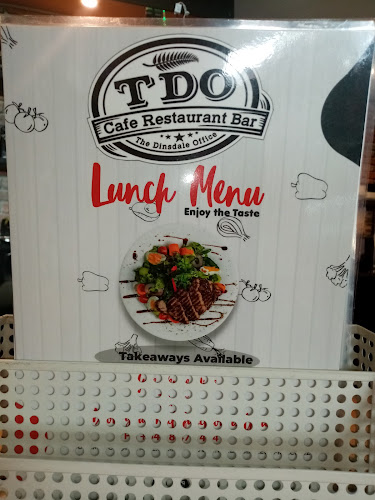 TDO
Cafe Restaurant Bar
The Dinsdale Office
Lunch Menu
Enjoy the Taste
Takeaways Available